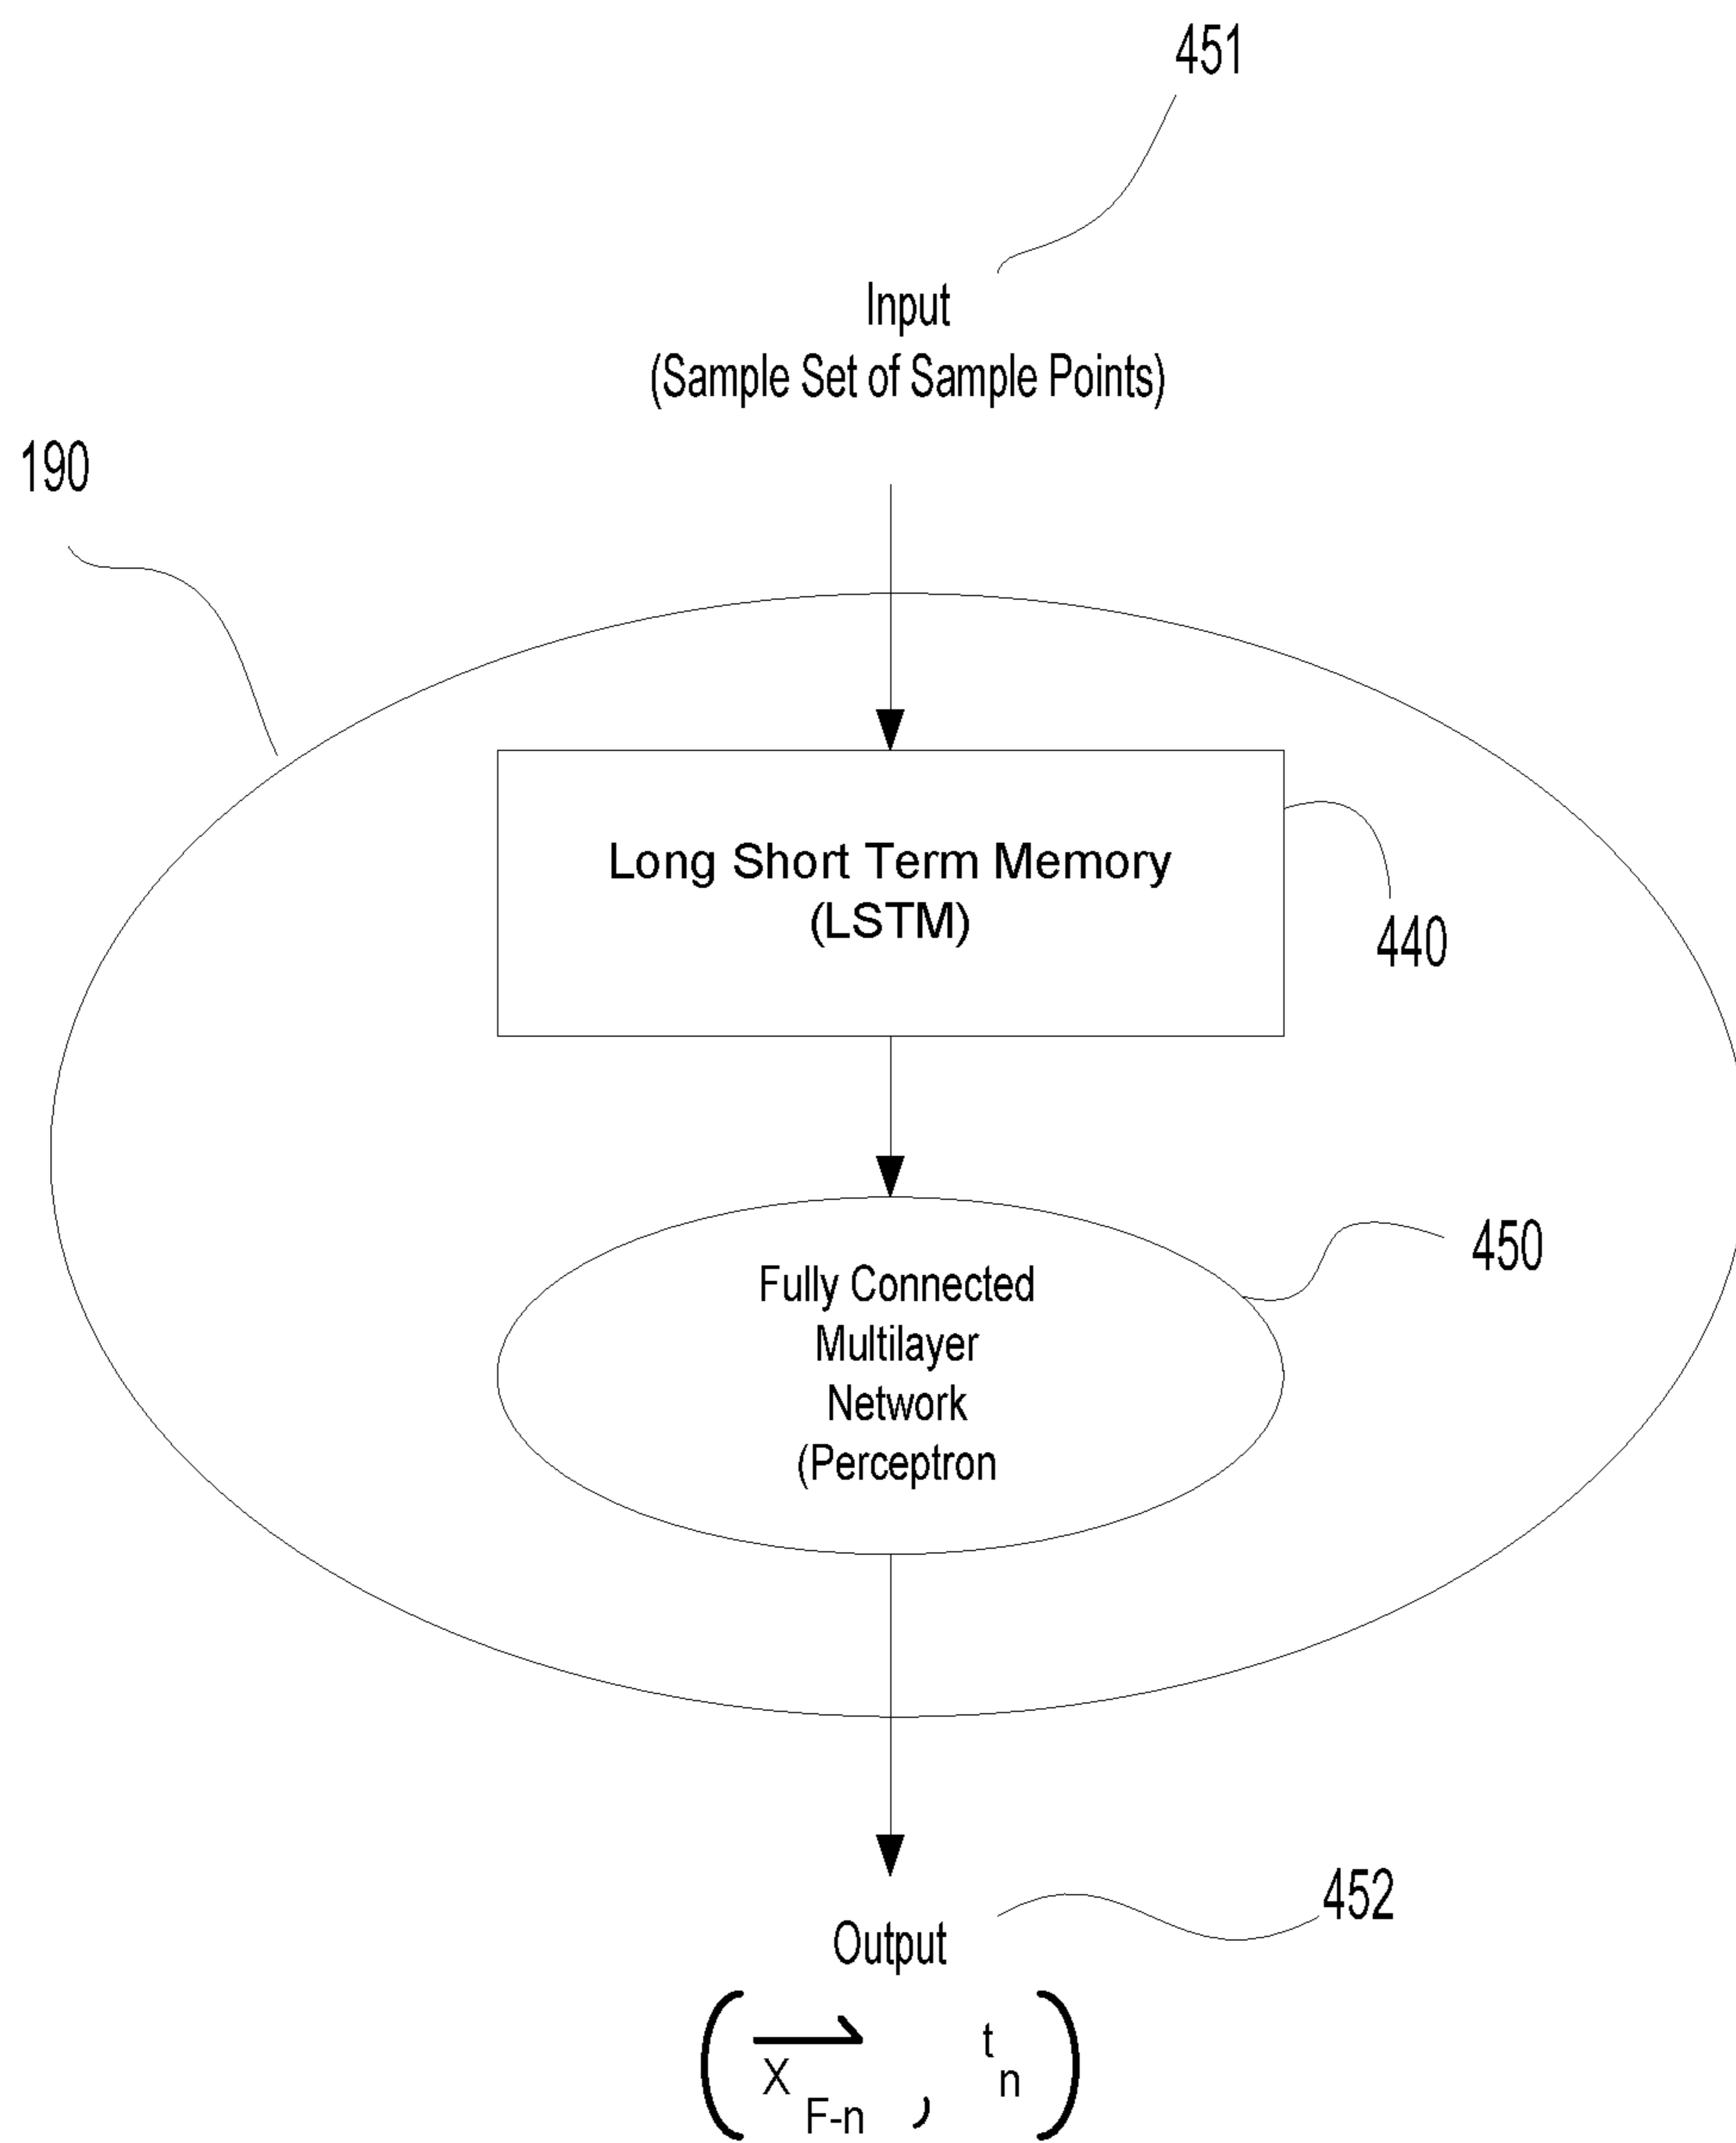 451
Input
(Sample Set of Sample Points)
190
Long Short Term Memory
(LSTM)
440
Fully Connected
Multilayer
Network
(Perceptron
450
452
Output
(X⃗ F-n , t n)